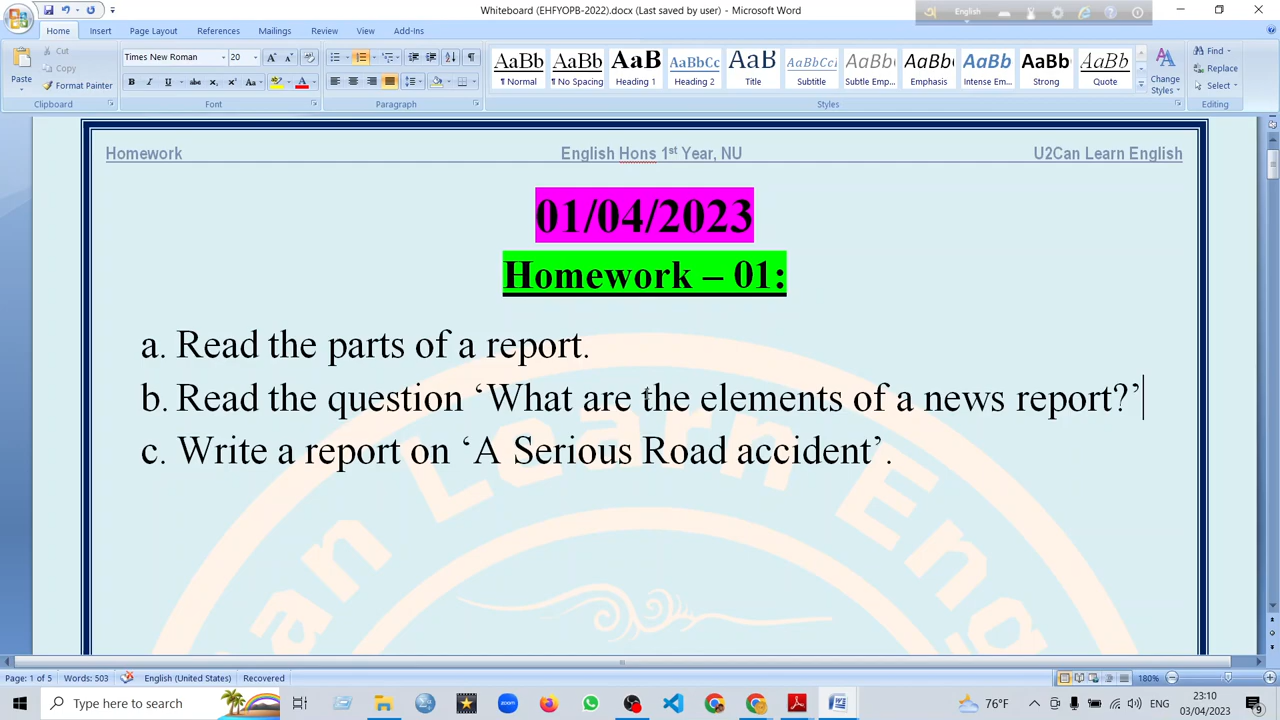 Whiteboard (EHFYOPB-2022).docx (Last saved by user) - Microsoft Word
English
Home Insert Page Layout References Mailings Review View Add-Ins
Paste
Cut
Copy
Format Painter
Clipboard
Times New Roman 20
Font
Paragraph
AaBb AaBb AaB AaBbCc AaBb AaBbCc AaBb AaBb AaBb AaBb AaBb
¶ Normal ¶ No Spacing Heading 1 Heading 2 Title Subtitle Subtle Emp... Emphasis Intense Em... Strong Quote
Styles
Change Styles
Find
Replace
Select
Editing
Homework English Hons 1st Year, NU U2Can Learn English
01/04/2023
Homework – 01:
a. Read the parts of a report.
b. Read the question ‘What are the elements of a news report?’
c. Write a report on ‘A Serious Road accident’.
an Learn Eng
Page: 1 of 5 Words: 503 English (United States) Recovered 180%
Type here to search
zoom
76°F ENG
23:10
03/04/2023